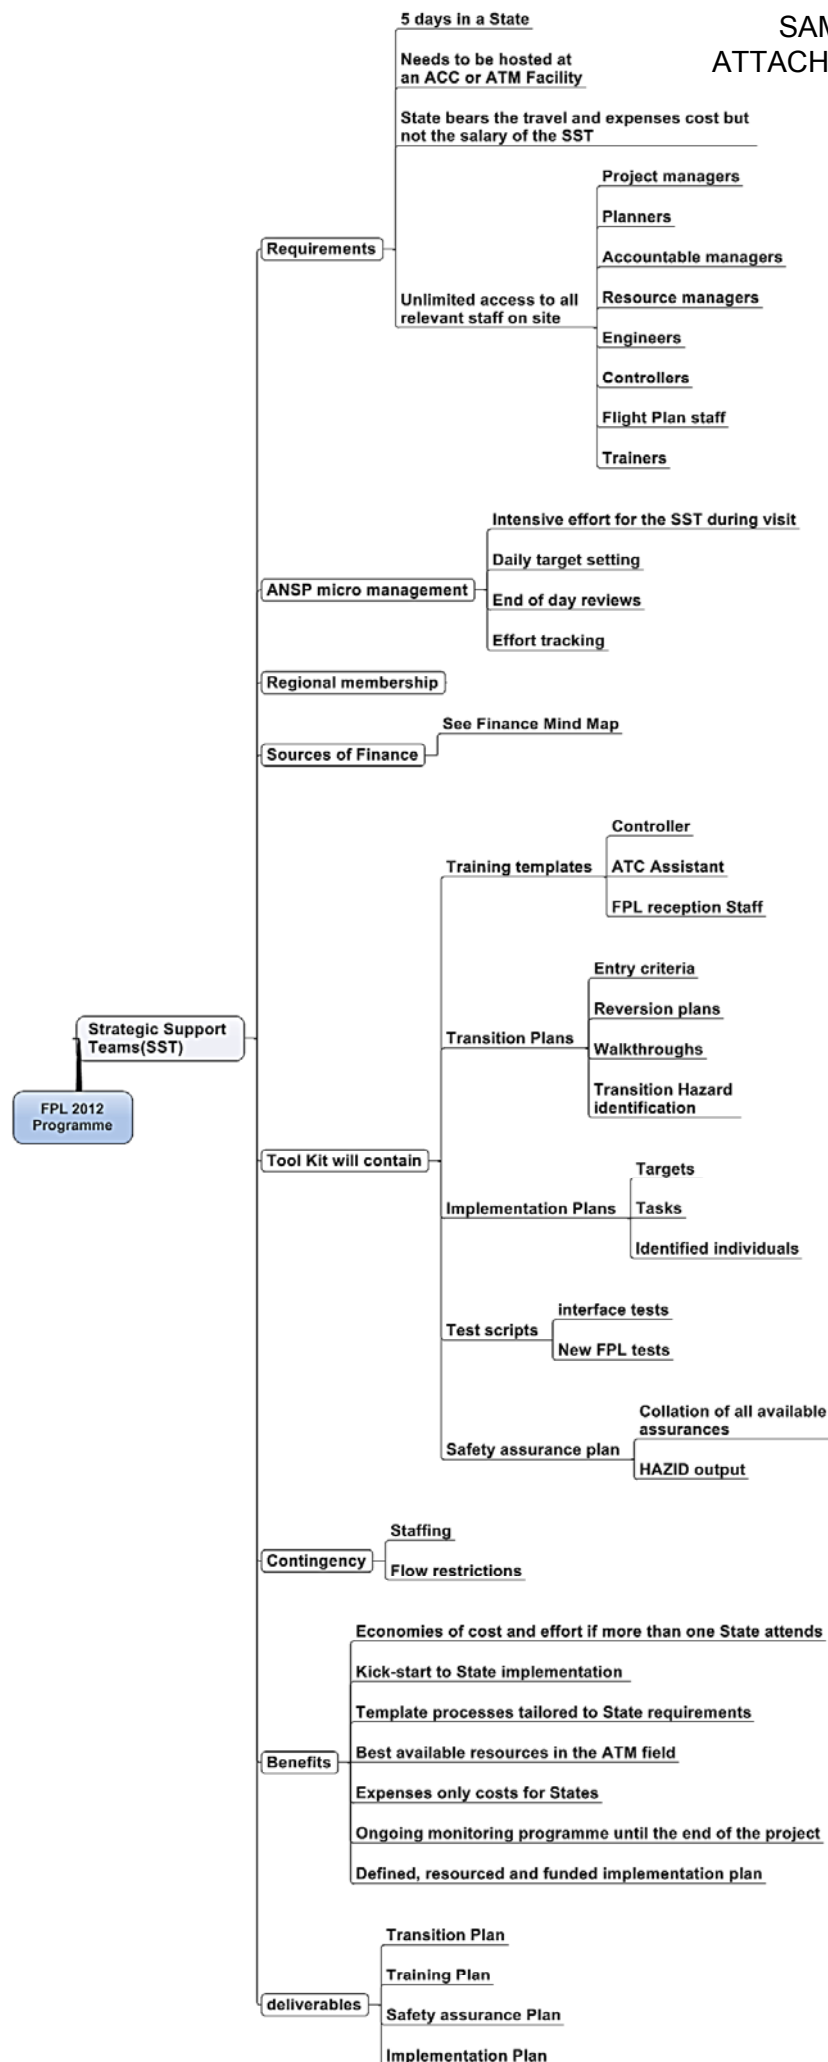 SAM
ATTACH
5 days in a State
Needs to be hosted at
an ACC or ATM Facility
State bears the travel and expenses cost but
not the salary of the SST
Project managers
Planners
Accountable managers
Requirements
Resource managers
Unlimited access to all
relevant staff on site
Engineers
Controllers
Flight Plan staff
Trainers
Intensive effort for the SST during visit
Daily target setting
ANSP micro management
End of day reviews
Effort tracking
Regional membership
See Finance Mind Map
Sources of Finance
Controller
Training templates
ATC Assistant
FPL reception Staff
Entry criteria
Reversion plans
Strategic Support
Teams(SST)
Transition Plans
Walkthroughs
Transition Hazard
identification
FPL 2012
Programme
Tool Kit will contain
Targets
Implementation Plans
Tasks
Identified individuals
interface tests
Test scripts
New FPL tests
Collation of all available
assurances
Safety assurance plan
HAZID output
Staffing
Contingency
Flow restrictions
Economies of cost and effort if more than one State attends
Kick-start to State implementation
Template processes tailored to State requirements
Benefits
Best available resources in the ATM field
Expenses only costs for States
Ongoing monitoring programme until the end of the project
Defined, resourced and funded implementation plan
Transition Plan
Training Plan
deliverables
Safety assurance Plan
Implementation Plan